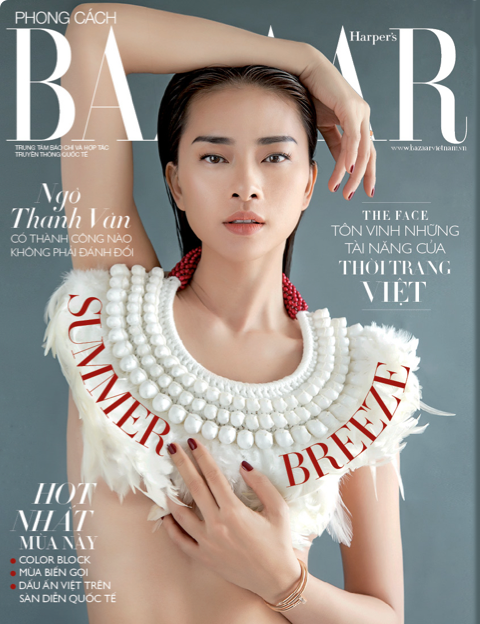 PHONG CÁCH
Harper's
BAZAAR
TRUNG TÂM BÁO CHÍ VÀ HỢP TÁC
TRUYỀN THÔNG QUỐC TẾ
www.bazaarvietnam.vn
Ngô
Thanh Vân
CÓ THÀNH CÔNG NÀO
KHÔNG PHẢI ĐÁNH ĐỔI
THE FACE
TÔN VINH NHỮNG
TÀI NĂNG CỦA
THỜI TRANG
VIỆT
SUMMER
BREEZE
HOT
NHẤT
MÙA NÀY
COLOR BLOCK
MÙA BIỂN GỌI
DẤU ẤN VIỆT TRÊN
SÀN DIỄN QUỐC TẾ